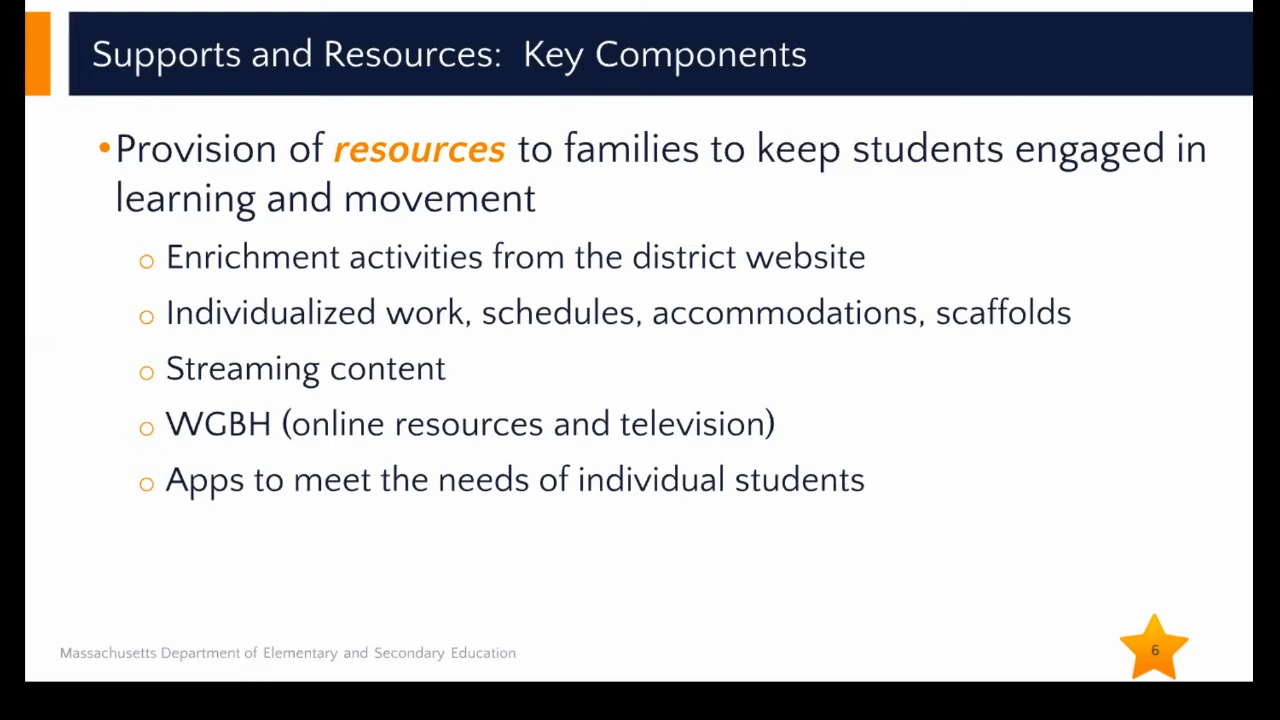 Supports and Resources: Key Components
•Provision of resources to families to keep students engaged in
learning and movement
o Enrichment activities from the district website
o Individualized work, schedules, accommodations, scaffolds
o Streaming content
o WGBH (online resources and television)
o Apps to meet the needs of individual students
Massachusetts Department of Elementary and Secondary Education
6